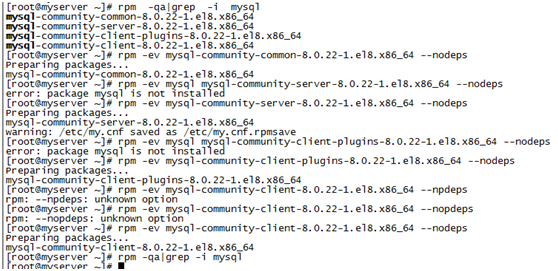 [root@myserver ~]# rpm  -qa|grep  -i  mysql
mysql-community-common-8.0.22-1.el8.x86_64
mysql-community-server-8.0.22-1.el8.x86_64
mysql-community-client-plugins-8.0.22-1.el8.x86_64
mysql-community-client-8.0.22-1.el8.x86_64
[root@myserver ~]# rpm -ev mysql-community-common-8.0.22-1.el8.x86_64 --nodeps
Preparing packages...
mysql-community-common-8.0.22-1.el8.x86_64
[root@myserver ~]# rpm -ev mysql mysql-community-server-8.0.22-1.el8.x86_64 --nodeps
error: package mysql is not installed
[root@myserver ~]# rpm -ev mysql-community-server-8.0.22-1.el8.x86_64 --nodeps
Preparing packages...
mysql-community-server-8.0.22-1.el8.x86_64
warning: /etc/my.cnf saved as /etc/my.cnf.rpmsave
[root@myserver ~]# rpm -ev mysql mysql-community-client-plugins-8.0.22-1.el8.x86_64 --nodeps
error: package mysql is not installed
[root@myserver ~]# rpm -ev mysql-community-client-plugins-8.0.22-1.el8.x86_64 --nodeps
Preparing packages...
mysql-community-client-plugins-8.0.22-1.el8.x86_64
[root@myserver ~]# rpm -ev mysql-community-client-8.0.22-1.el8.x86_64 --npdeps
rpm: --npdeps: unknown option
[root@myserver ~]# rpm -ev mysql-community-client-8.0.22-1.el8.x86_64 --nopdeps
rpm: --nopdeps: unknown option
[root@myserver ~]# rpm -ev mysql-community-client-8.0.22-1.el8.x86_64 --nodeps
Preparing packages...
mysql-community-client-8.0.22-1.el8.x86_64
[root@myserver ~]# rpm -qa|grep -i mysql
[root@myserver ~]#